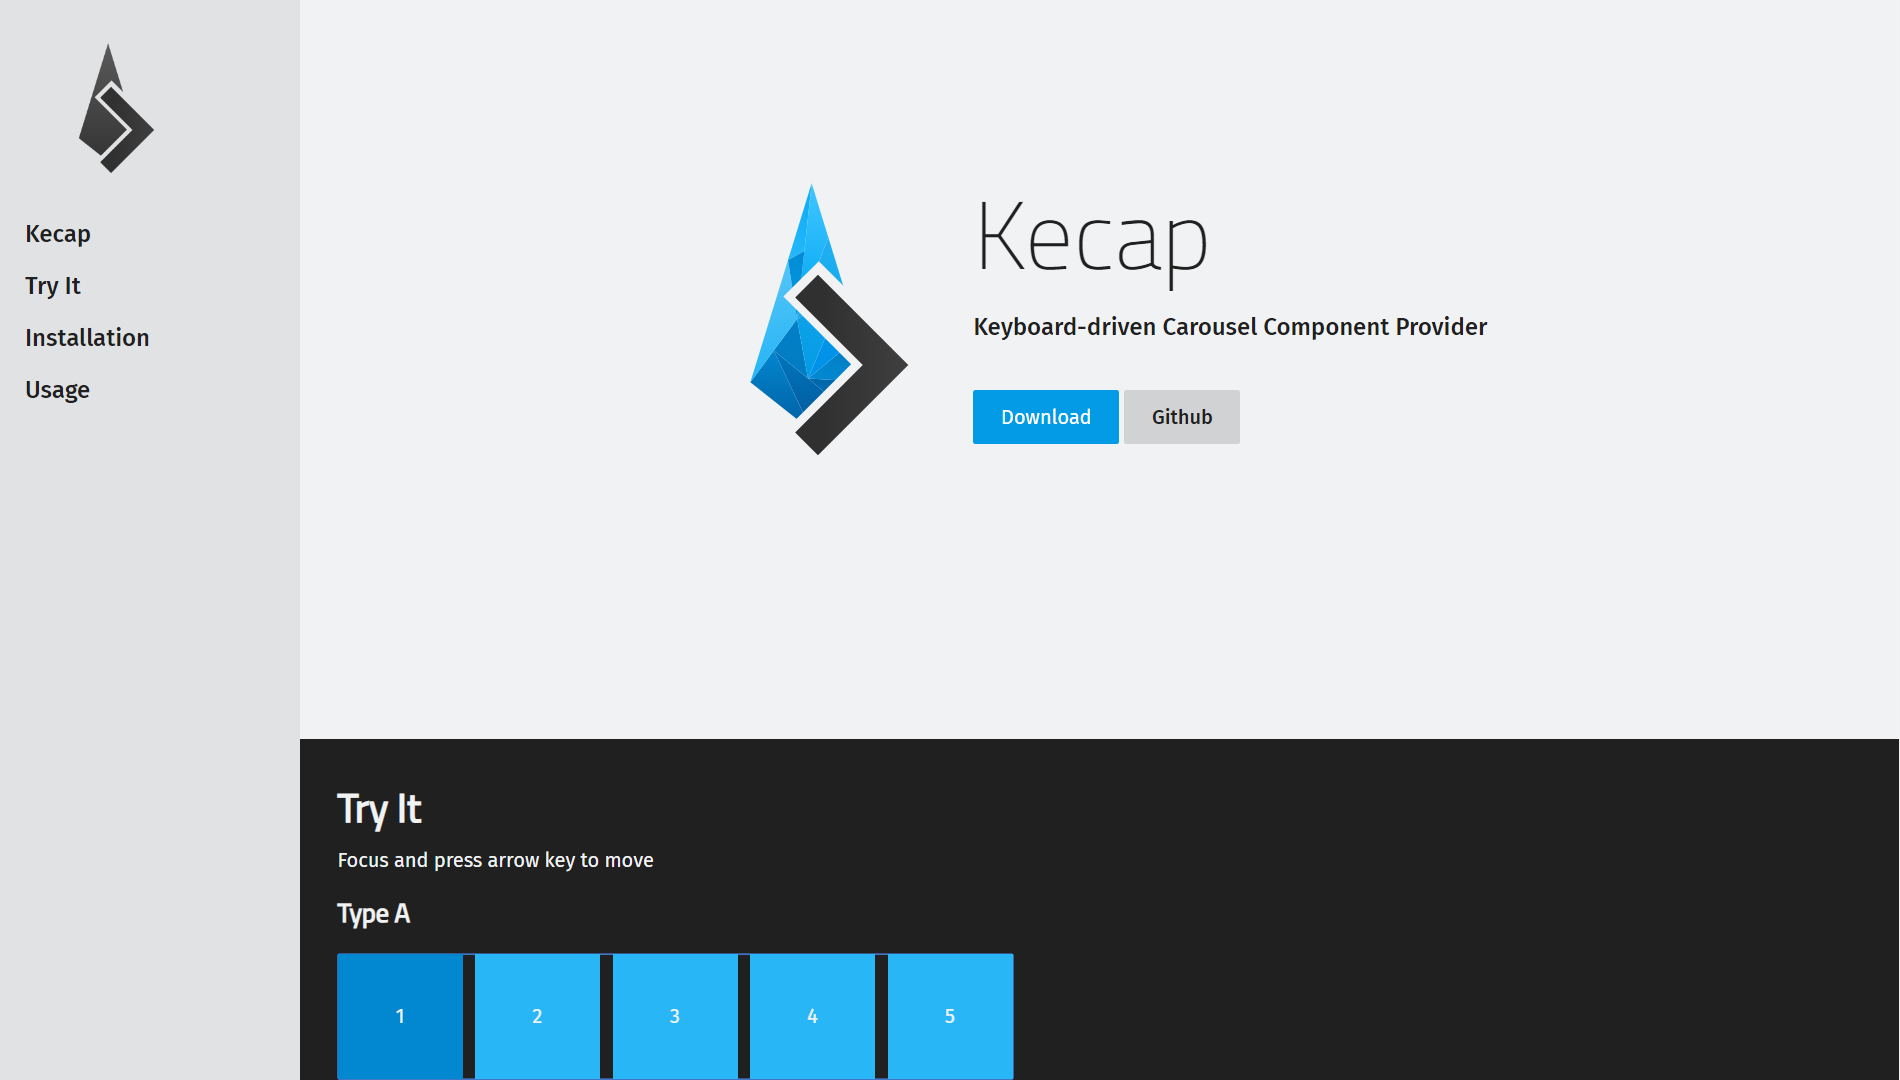 Kecap
Try It
Installation
Usage
Kecap
Keyboard-driven Carousel Component Provider
Download Github
Try It
Focus and press arrow key to move
Type A
1 2 3 4 5